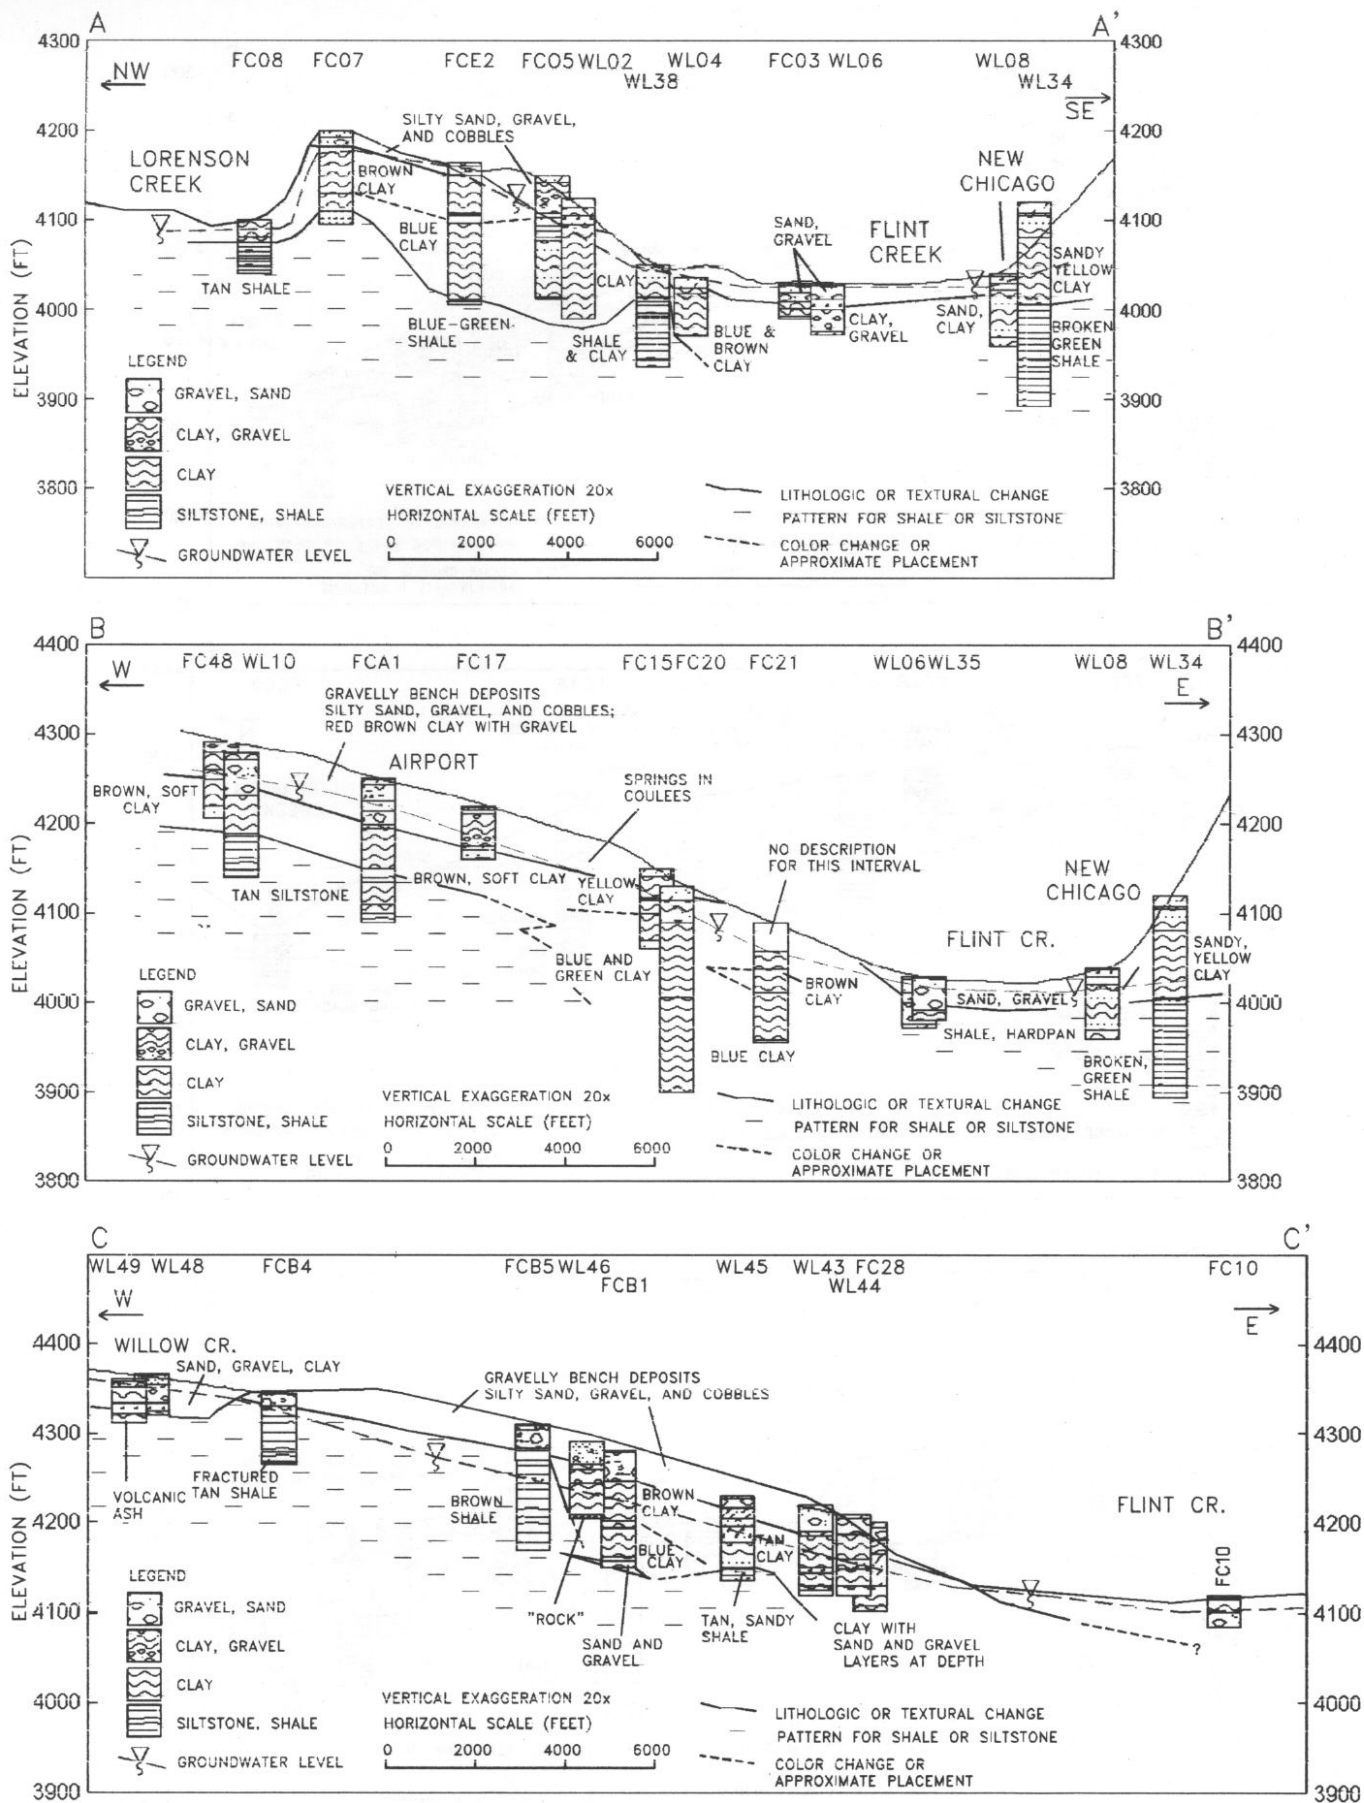 A
A'
4300
4300
FC08 FC07 FCE2 FC05 WL02 WL04 FC03 WL06 WL08
WL38 WL34
NW
SE
SILTY SAND, GRAVEL,
AND COBBLES
4200
4200
LORENSON
CREEK
BROWN
CLAY
NEW
CHICAGO
4100
4100
BLUE
CLAY
SAND,
GRAVEL
FLINT
CREEK
SANDY
YELLOW
CLAY
CLAY
TAN SHALE
4000
4000
BLUE-GREEN-
SHALE
SHALE
& CLAY
BLUE &
BROWN
CLAY
CLAY,
GRAVEL
SAND,
CLAY
BROKEN
GREEN
SHALE
ELEVATION (FT)
LEGEND
3900
3900
GRAVEL, SAND
CLAY, GRAVEL
CLAY
3800
3800
SILTSTONE, SHALE
GROUNDWATER LEVEL
VERTICAL EXAGGERATION 20x
HORIZONTAL SCALE (FEET)
0 2000 4000 6000
LITHOLOGIC OR TEXTURAL CHANGE
PATTERN FOR SHALE OR SILTSTONE
COLOR CHANGE OR
APPROXIMATE PLACEMENT
B
B'
4400
4400
W
E
FC48 WL10 FCA1 FC17 FC15 FC20 FC21 WL06 WL35 WL08 WL34
GRAVELLY BENCH DEPOSITS
SILTY SAND, GRAVEL, AND COBBLES;
RED BROWN CLAY WITH GRAVEL
4300
4300
AIRPORT
BROWN, SOFT
CLAY
SPRINGS IN
COULEES
4200
4200
NO DESCRIPTION
FOR THIS INTERVAL
TAN SILTSTONE
BROWN, SOFT CLAY
YELLOW
CLAY
NEW
CHICAGO
4100
4100
FLINT CR.
BLUE AND
GREEN CLAY
BROWN
CLAY
SANDY,
YELLOW
CLAY
4000
4000
SAND, GRAVEL
SHALE, HARDPAN
BLUE CLAY
BROKEN,
GREEN
SHALE
ELEVATION (FT)
LEGEND
GRAVEL, SAND
CLAY, GRAVEL
CLAY
3900
3900
SILTSTONE, SHALE
GROUNDWATER LEVEL
3800
3800
VERTICAL EXAGGERATION 20x
HORIZONTAL SCALE (FEET)
0 2000 4000 6000
LITHOLOGIC OR TEXTURAL CHANGE
PATTERN FOR SHALE OR SILTSTONE
COLOR CHANGE OR
APPROXIMATE PLACEMENT
C
C'
WL49 WL48 FCB4 FCB5 WL46 WL45 WL43 FC28 FC10
FCB1 WL44
W
E
4400
4400
WILLOW CR.
SAND, GRAVEL, CLAY
GRAVELLY BENCH DEPOSITS
SILTY SAND, GRAVEL, AND COBBLES
4300
4300
VOLCANIC
ASH
FRACTURED
TAN SHALE
BROWN
SHALE
BROWN
CLAY
FLINT CR.
4200
4200
BLUE
CLAY
TAN
CLAY
FC10
4100
4100
"ROCK"
SAND AND
GRAVEL
TAN, SANDY
SHALE
CLAY WITH
SAND AND GRAVEL
LAYERS AT DEPTH
?
ELEVATION (FT)
LEGEND
GRAVEL, SAND
CLAY, GRAVEL
CLAY
4000
4000
SILTSTONE, SHALE
GROUNDWATER LEVEL
3900
3900
VERTICAL EXAGGERATION 20x
HORIZONTAL SCALE (FEET)
0 2000 4000 6000
LITHOLOGIC OR TEXTURAL CHANGE
PATTERN FOR SHALE OR SILTSTONE
COLOR CHANGE OR
APPROXIMATE PLACEMENT